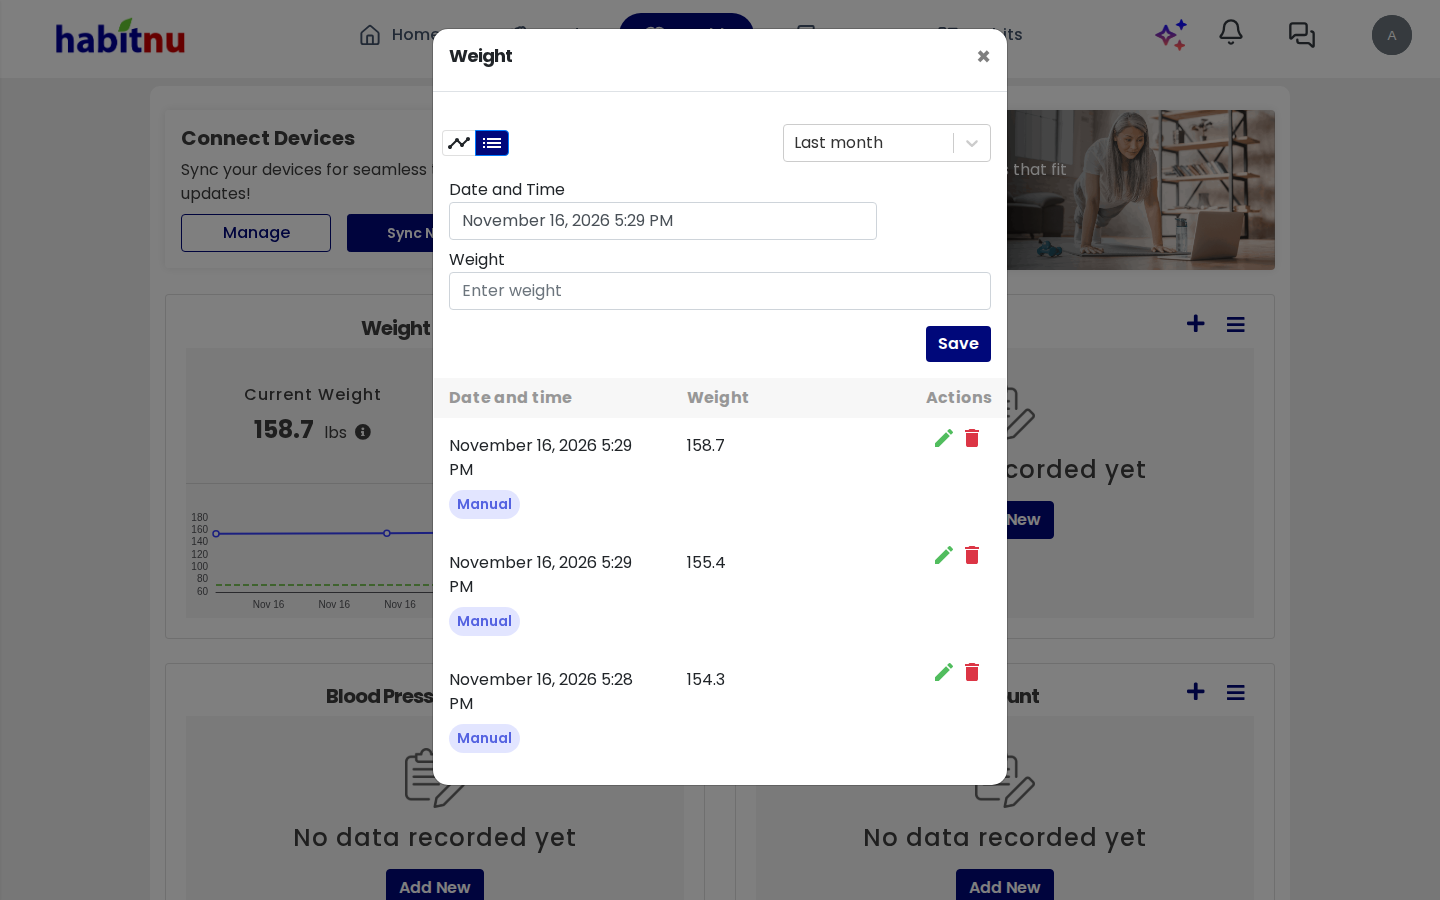 habitnu
Home
A
Weight
×
Connect Devices
Sync your devices for seamless
updates!
that fit
Manage
Sync
Last month
Date and Time
November 16, 2026 5:29 PM
Weight
Enter weight
Save
Weight
Current Weight
158.7 lbs
180
160
140
120
100
80
60
Nov 16
Nov 16
Nov 16
Date and time
Weight
Actions
November 16, 2026 5:29
PM
158.7
Manual
November 16, 2026 5:29
PM
155.4
Manual
November 16, 2026 5:28
PM
154.3
Manual
yet
New
Blood
No data recorded yet
Add New
No data recorded yet
Add New